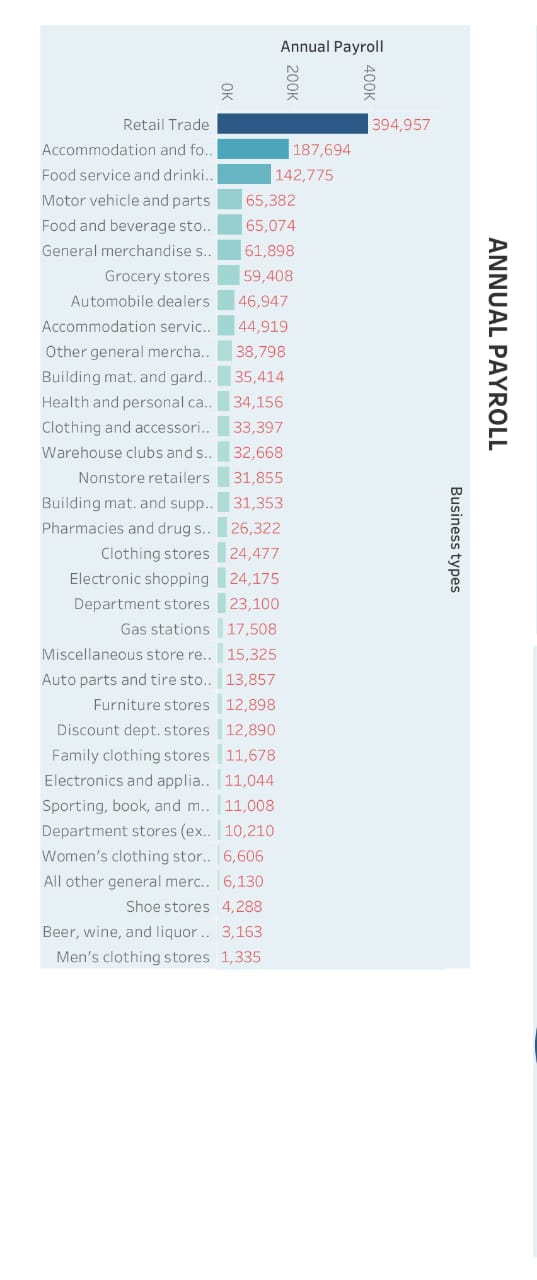 Annual Payroll
0K 200K 400K
Retail Trade 394,957
Accommodation and fo.. 187,694
Food service and drinki.. 142,775
Motor vehicle and parts 65,382
Food and beverage sto.. 65,074
General merchandise s.. 61,898
Grocery stores 59,408
Automobile dealers 46,947
Accommodation servic.. 44,919
Other general mercha.. 38,798
Building mat. and gard.. 35,414
Health and personal ca.. 34,156
Clothing and accessori.. 33,397
Warehouse clubs and s.. 32,668
Nonstore retailers 31,855
Building mat. and supp.. 31,353
Pharmacies and drug s.. 26,322
Clothing stores 24,477
Electronic shopping 24,175
Department stores 23,100
Gas stations 17,508
Miscellaneous store re.. 15,325
Auto parts and tire sto.. 13,857
Furniture stores 12,898
Discount dept. stores 12,890
Family clothing stores 11,678
Electronics and applia.. 11,044
Sporting, book, and m.. 11,008
Department stores (ex.. 10,210
Women's clothing stor.. 6,606
All other general merc.. 6,130
Shoe stores 4,288
Beer, wine, and liquor .. 3,163
Men's clothing stores 1,335
Business types
ANNUAL PAYROLL